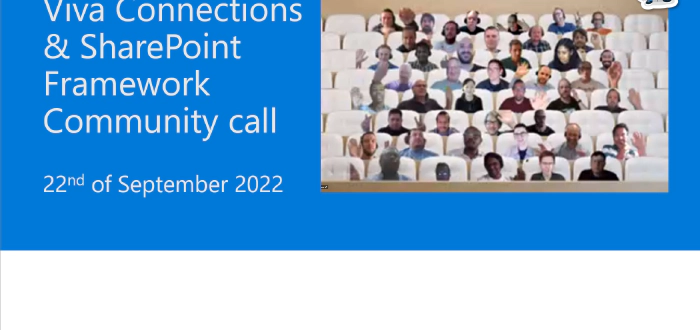 Viva Connections
& SharePoint
Framework
Community call
22nd of September 2022